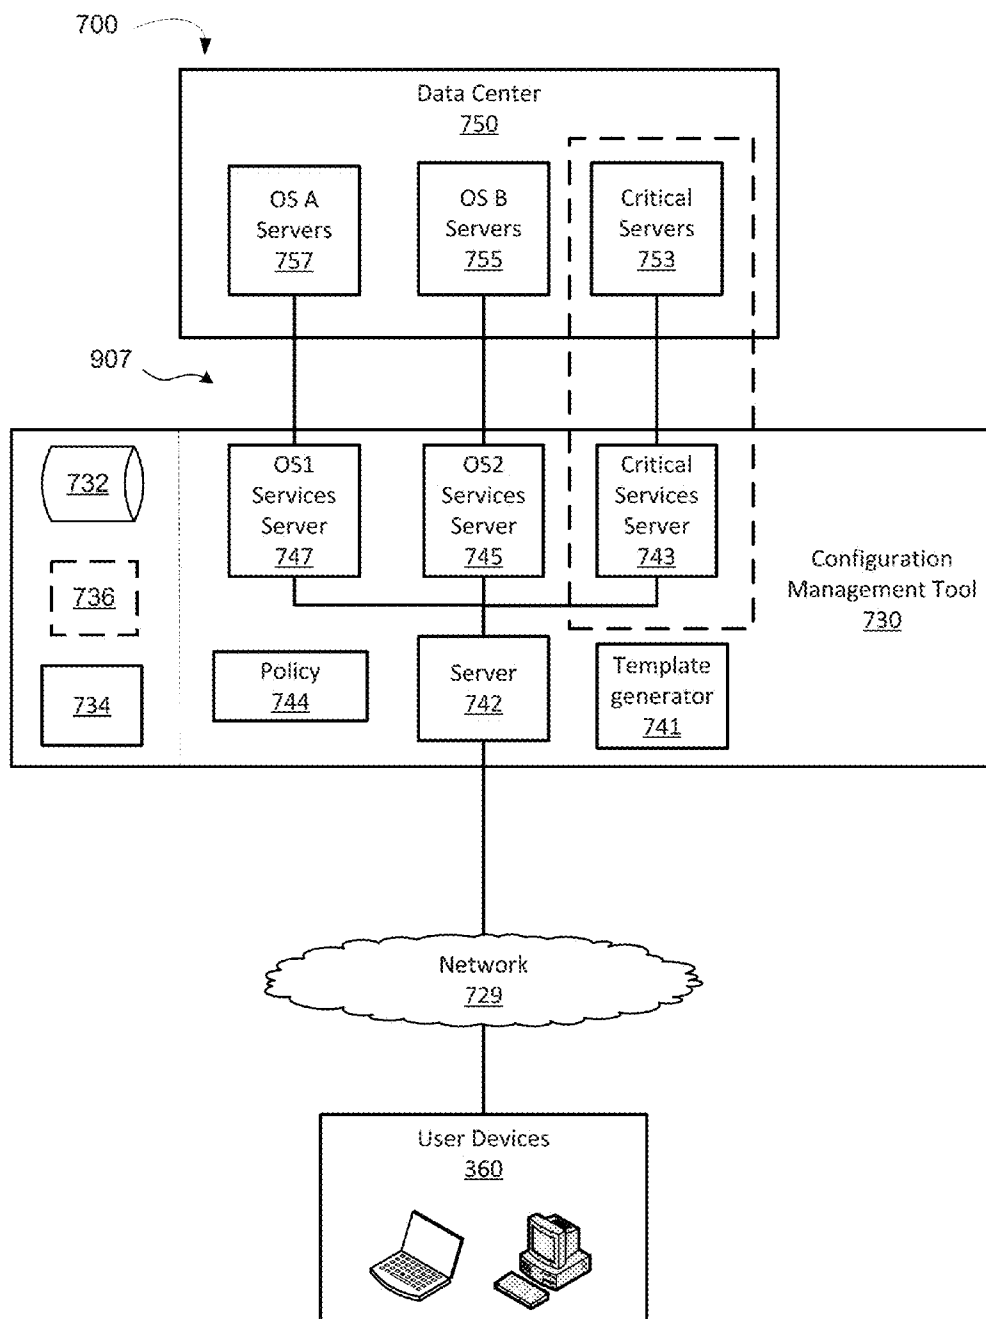 700
Data Center
750
OS A
Servers
757
OS B
Servers
755
Critical
Servers
753
907
732
736
734
OS1
Services
Server
747
OS2
Services
Server
745
Critical
Services
Server
743
Configuration
Management Tool
730
Policy
744
Server
742
Template
generator
741
Network
729
User Devices
360